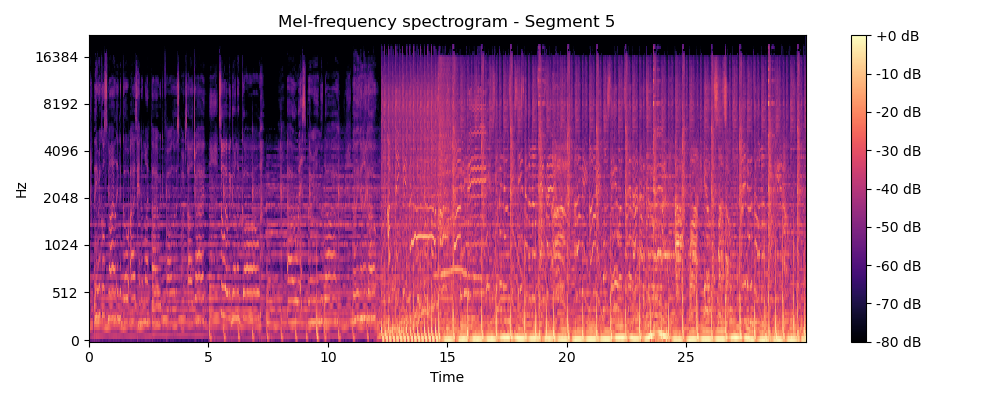 Mel-frequency spectrogram - Segment 5
Hz
16384
8192
4096
2048
1024
512
0
0 5 10 15 20 25
Time
+0 dB
-10 dB
-20 dB
-30 dB
-40 dB
-50 dB
-60 dB
-70 dB
-80 dB